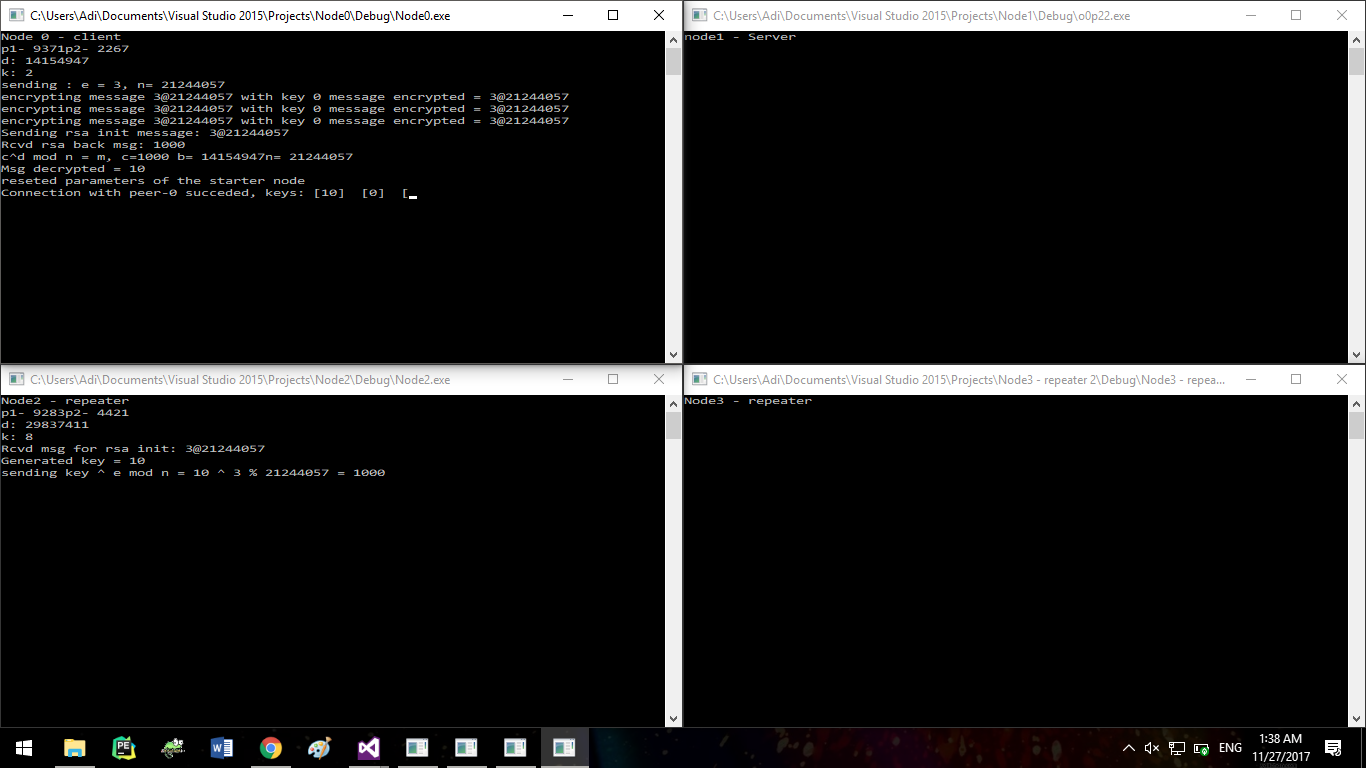 C:\Users\Adi\Documents\Visual Studio 2015\Projects\Node0\Debug\Node0.exe
Node 0 - client
p1- 9371p2- 2267
d: 14154947
k: 2
sending : e = 3, n= 21244057
encrypting message 3@21244057 with key 0 message encrypted = 3@21244057
encrypting message 3@21244057 with key 0 message encrypted = 3@21244057
encrypting message 3@21244057 with key 0 message encrypted = 3@21244057
Sending rsa init message: 3@21244057
Rcvd rsa back msg: 1000
c^d mod n = m, c=1000 b= 14154947n= 21244057
Msg decrypted = 10
reseted parameters of the starter node
Connection with peer-0 succeded, keys: [10]  [0]  [
C:\Users\Adi\Documents\Visual Studio 2015\Projects\Node1\Debug\o0p22.exe
node1 - Server
C:\Users\Adi\Documents\Visual Studio 2015\Projects\Node2\Debug\Node2.exe
Node2 - repeater
p1- 9283p2- 4421
d: 29837411
k: 8
Rcvd msg for rsa init: 3@21244057
Generated key = 10
sending key ^ e mod n = 10 ^ 3 % 21244057 = 1000
C:\Users\Adi\Documents\Visual Studio 2015\Projects\Node3 - repeater 2\Debug\Node3 - repea...
Node3 - repeater
PE
W
ENG
1:38 AM
11/27/2017